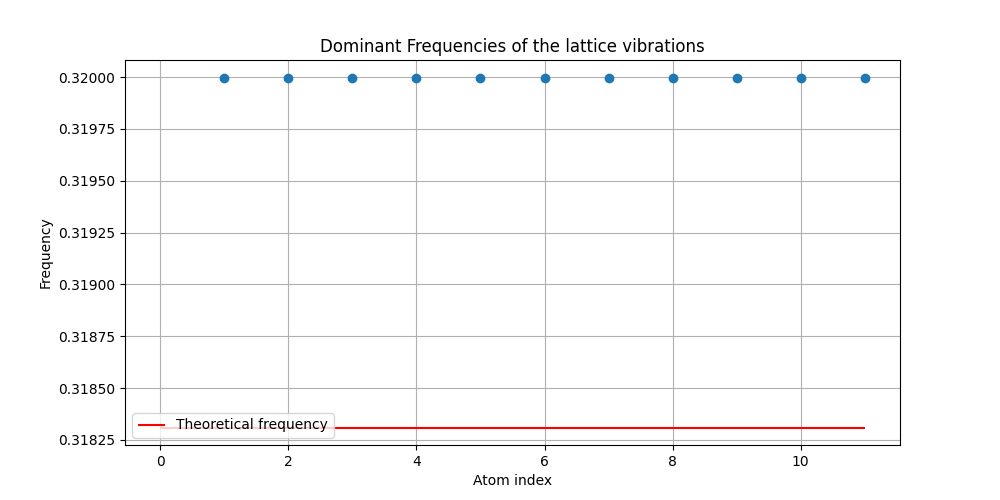 Dominant Frequencies of the lattice vibrations
0.32000
0.31975
0.31950
0.31925
0.31900
0.31875
0.31850
0.31825
Frequency
Theoretical frequency
0 2 4 6 8 10
Atom index